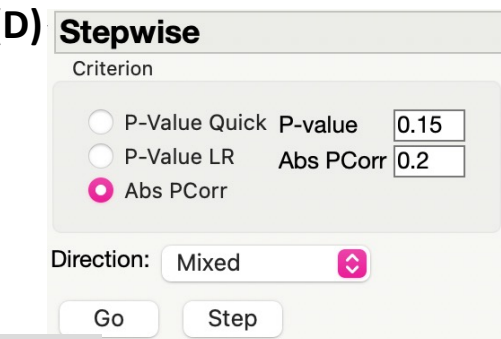 (D) Stepwise
Criterion
P-Value Quick P-value 0.15
P-Value LR Abs PCorr 0.2
Abs PCorr
Direction: Mixed
Go Step